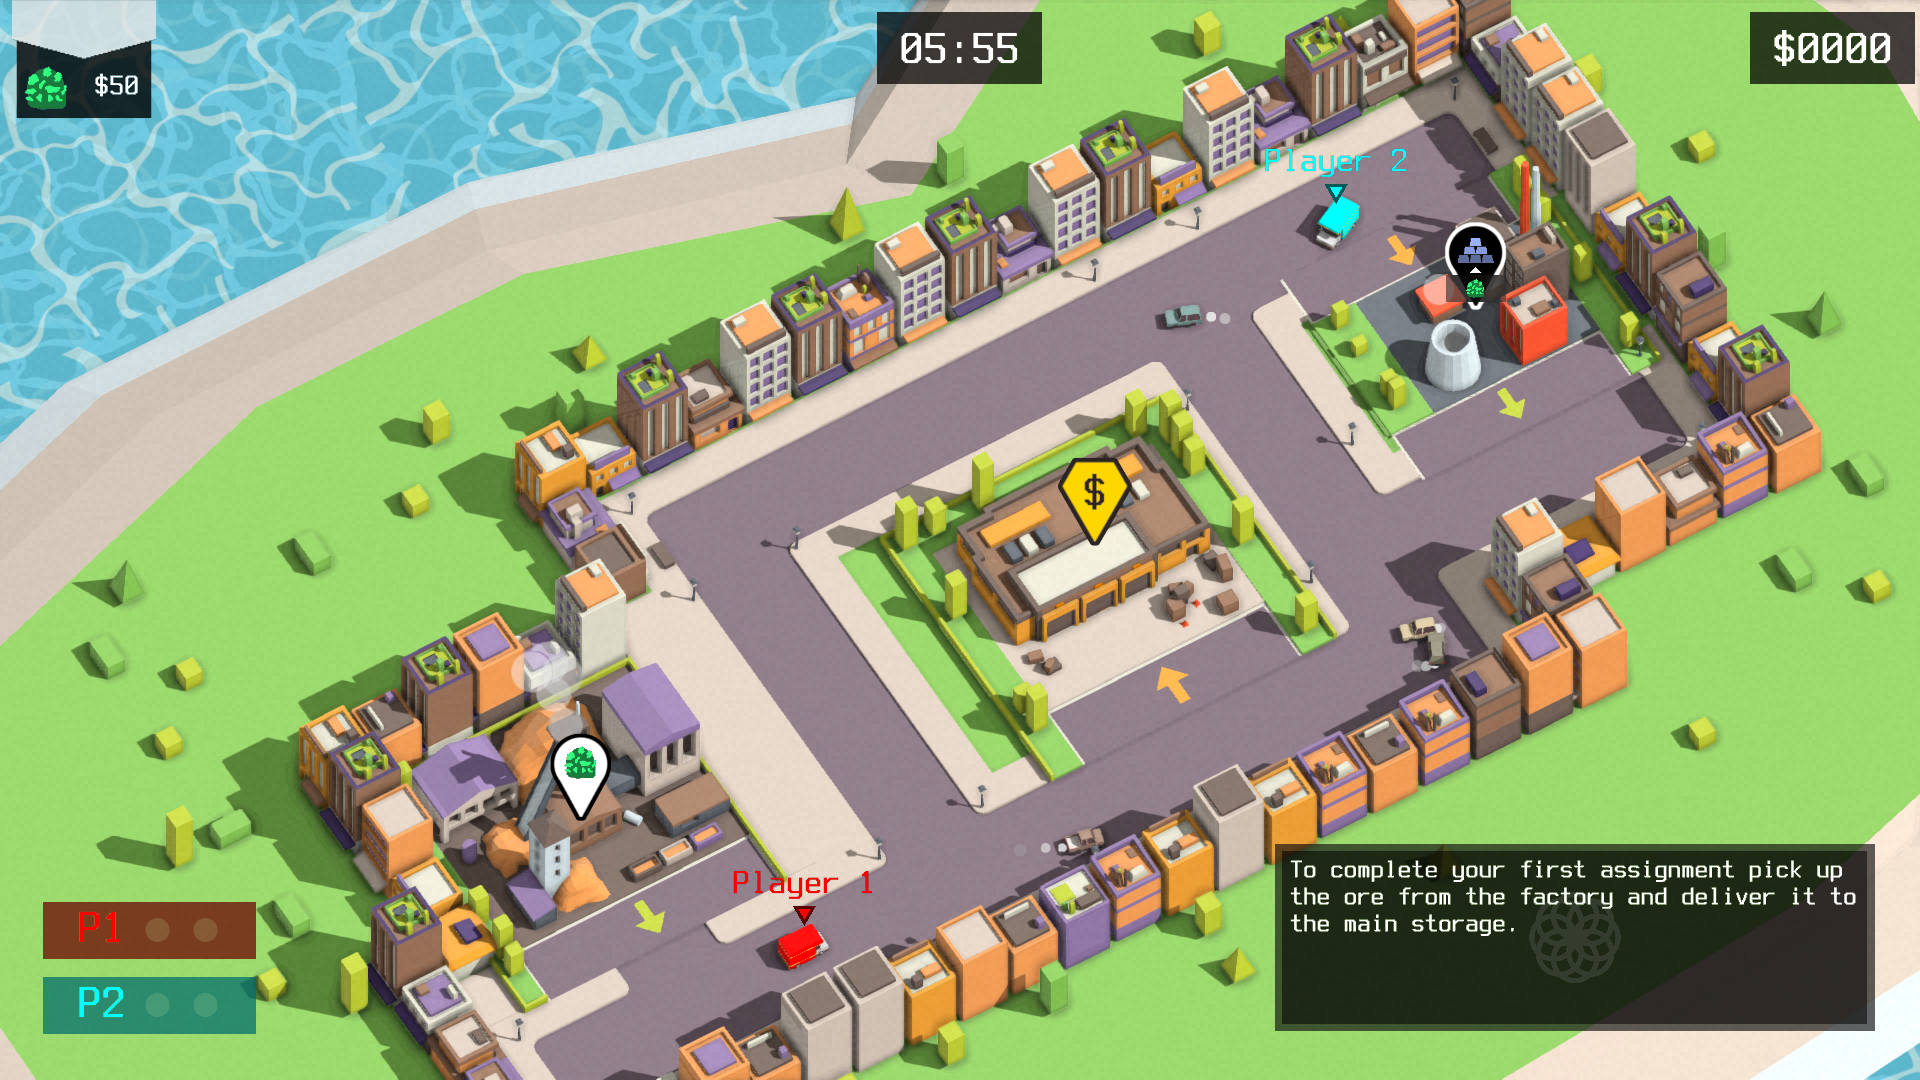 $50
05:55
$0000
Player 2
$
Player 1
P1
P2
To complete your first assignment pick up
the ore from the factory and deliver it to
the main storage.